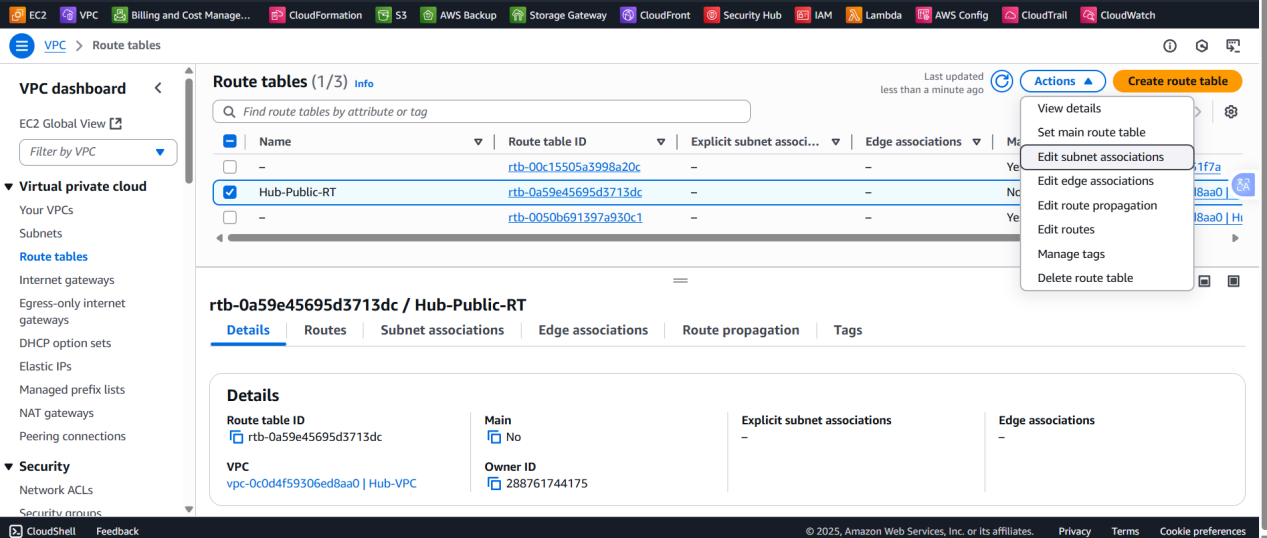 EC2 VPC Billing and Cost Manage... CloudFormation S3 AWS Backup Storage Gateway CloudFront Security Hub IAM Lambda AWS Config CloudTrail CloudWatch
VPC > Route tables
VPC dashboard
EC2 Global View
Filter by VPC
Virtual private cloud
Your VPCs
Subnets
Route tables
Internet gateways
Egress-only internet
gateways
DHCP option sets
Elastic IPs
Managed prefix lists
NAT gateways
Peering connections
Security
Network ACLs
Security groups
Route tables (1/3) Info
Last updated
less than a minute ago
Actions
Create route table
Find route tables by attribute or tag
Name Route table ID Explicit subnet associ... Edge associations
– rtb-00c15505a3998a20c – –
Hub-Public-RT rtb-0a59e45695d3713dc – – No
– rtb-0050b691397a930c1 – –
View details
Set main route table
Edit subnet associations
Edit edge associations
Edit route propagation
Edit routes
Manage tags
Delete route table
rtb-0a59e45695d3713dc / Hub-Public-RT
Details Routes Subnet associations Edge associations Route propagation Tags
Details
Route table ID
rtb-0a59e45695d3713dc
Main
No
Explicit subnet associations
–
Edge associations
–
VPC
vpc-0c0d4f59306ed8aa0 | Hub-VPC
Owner ID
288761744175
CloudShell Feedback © 2025, Amazon Web Services, Inc. or its affiliates. Privacy Terms Cookie preferences